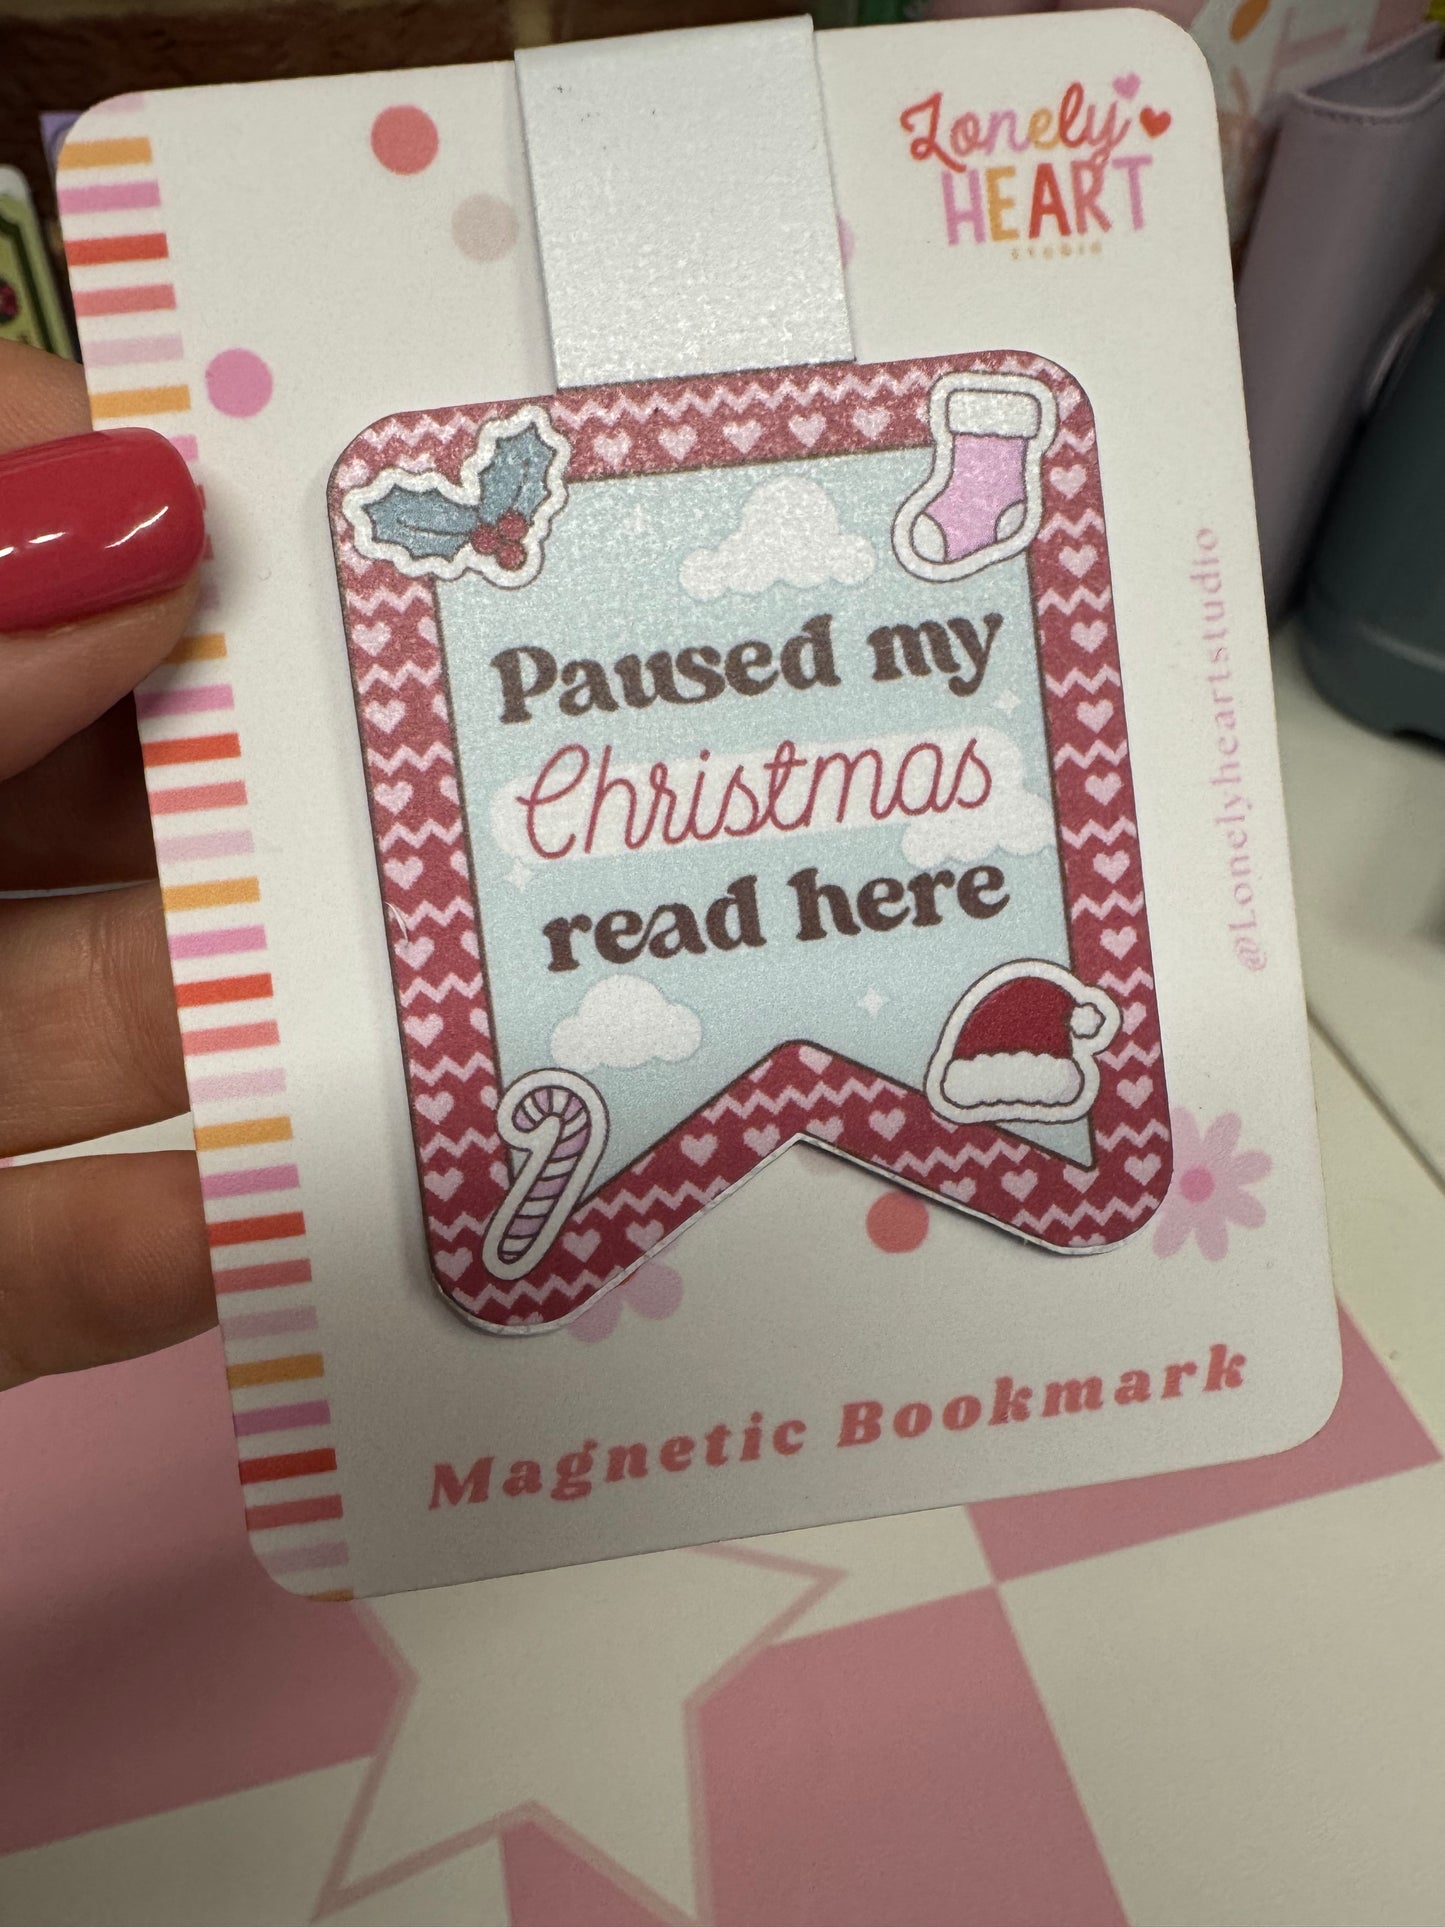 Lonely
HEART
STUDIO
Paused my
Christmas
read here
@Lonelyheartstudio
Magnetic Bookmark